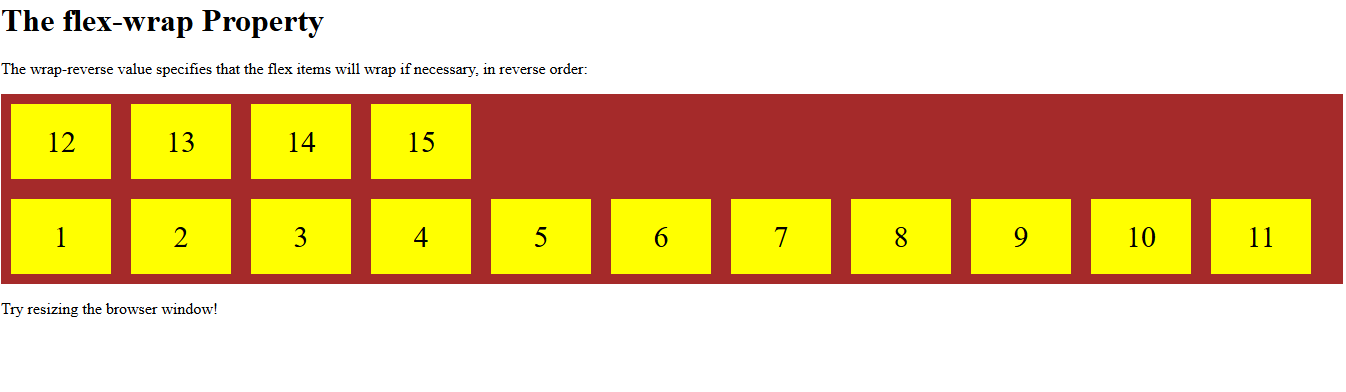 The flex-wrap Property
The wrap-reverse value specifies that the flex items will wrap if necessary, in reverse order:
12 13 14 15
1 2 3 4 5 6 7 8 9 10 11
Try resizing the browser window!